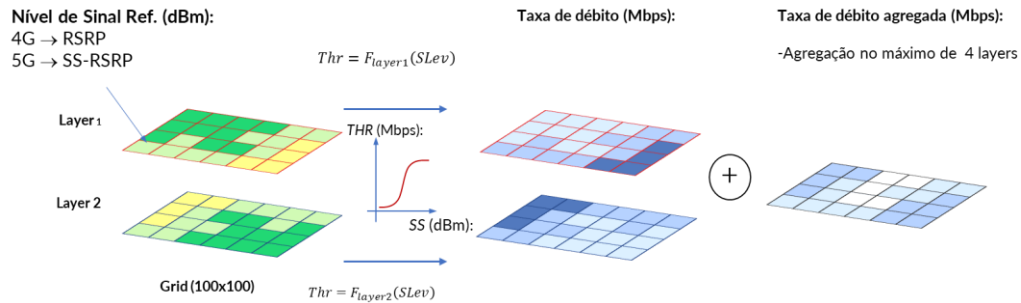 Nível de Sinal Ref. (dBm):
4G → RSRP
5G → SS-RSRP
Thr = F_layer1(SLev)
Taxa de débito (Mbps):
Taxa de débito agregada (Mbps):
-Agregação no máximo de 4 layers
Layer 1
THR (Mbps):
+
Layer 2
SS (dBm):
Grid (100x100)
Thr = F_layer2(SLev)